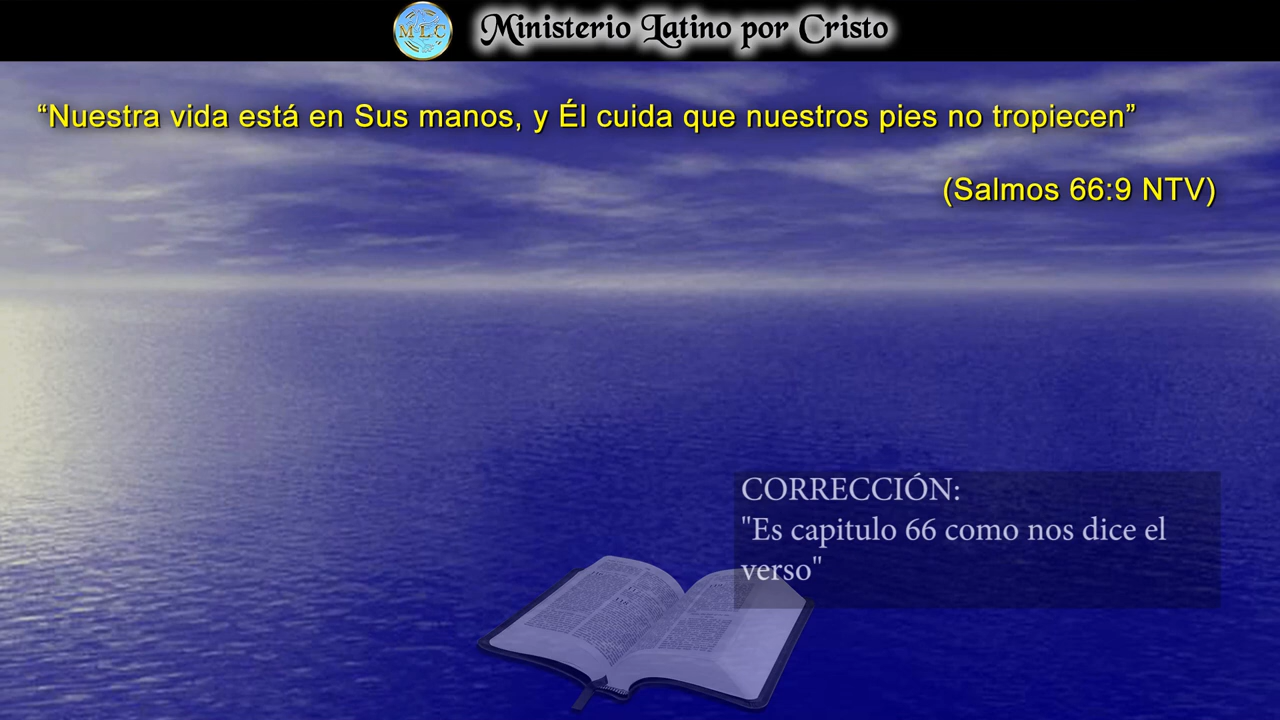 MLC
Ministerio Latino por Cristo
“Nuestra vida está en Sus manos, y Él cuida que nuestros pies no tropiecen”
(Salmos 66:9 NTV)
CORRECCIÓN:
"Es capitulo 66 como nos dice el
verso"